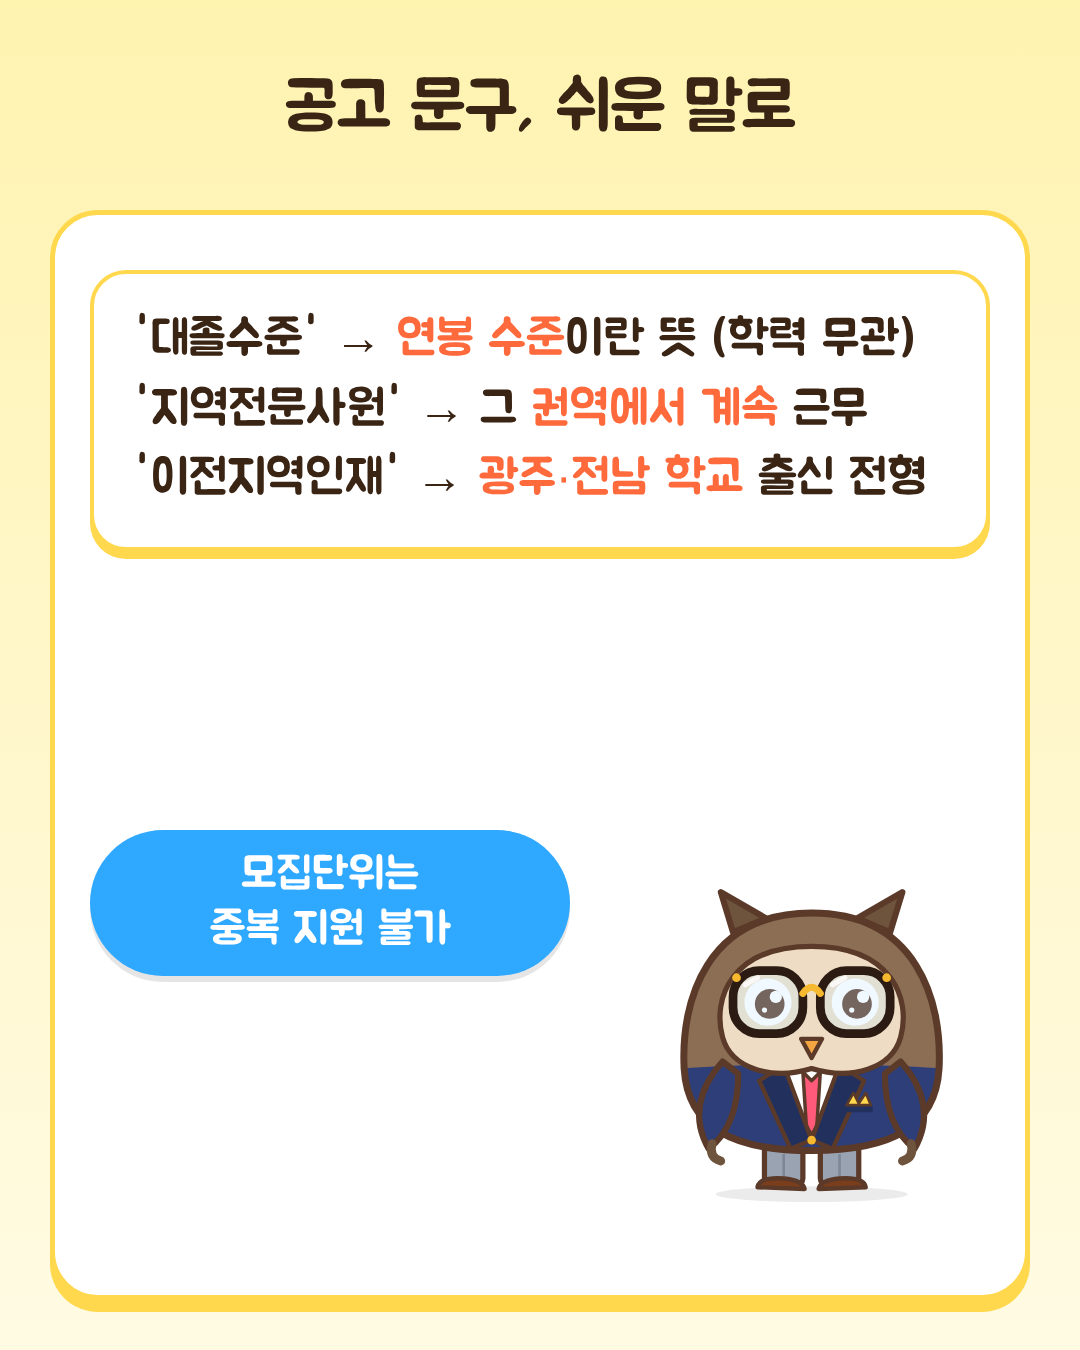 공고 문구, 쉬운 말로
'대졸수준' → 연봉 수준이란 뜻 (학력 무관)
'지역전문사원' → 그 권역에서 계속 근무
'이전지역인재' → 광주·전남 학교 출신 전형
모집단위는
중복 지원 불가